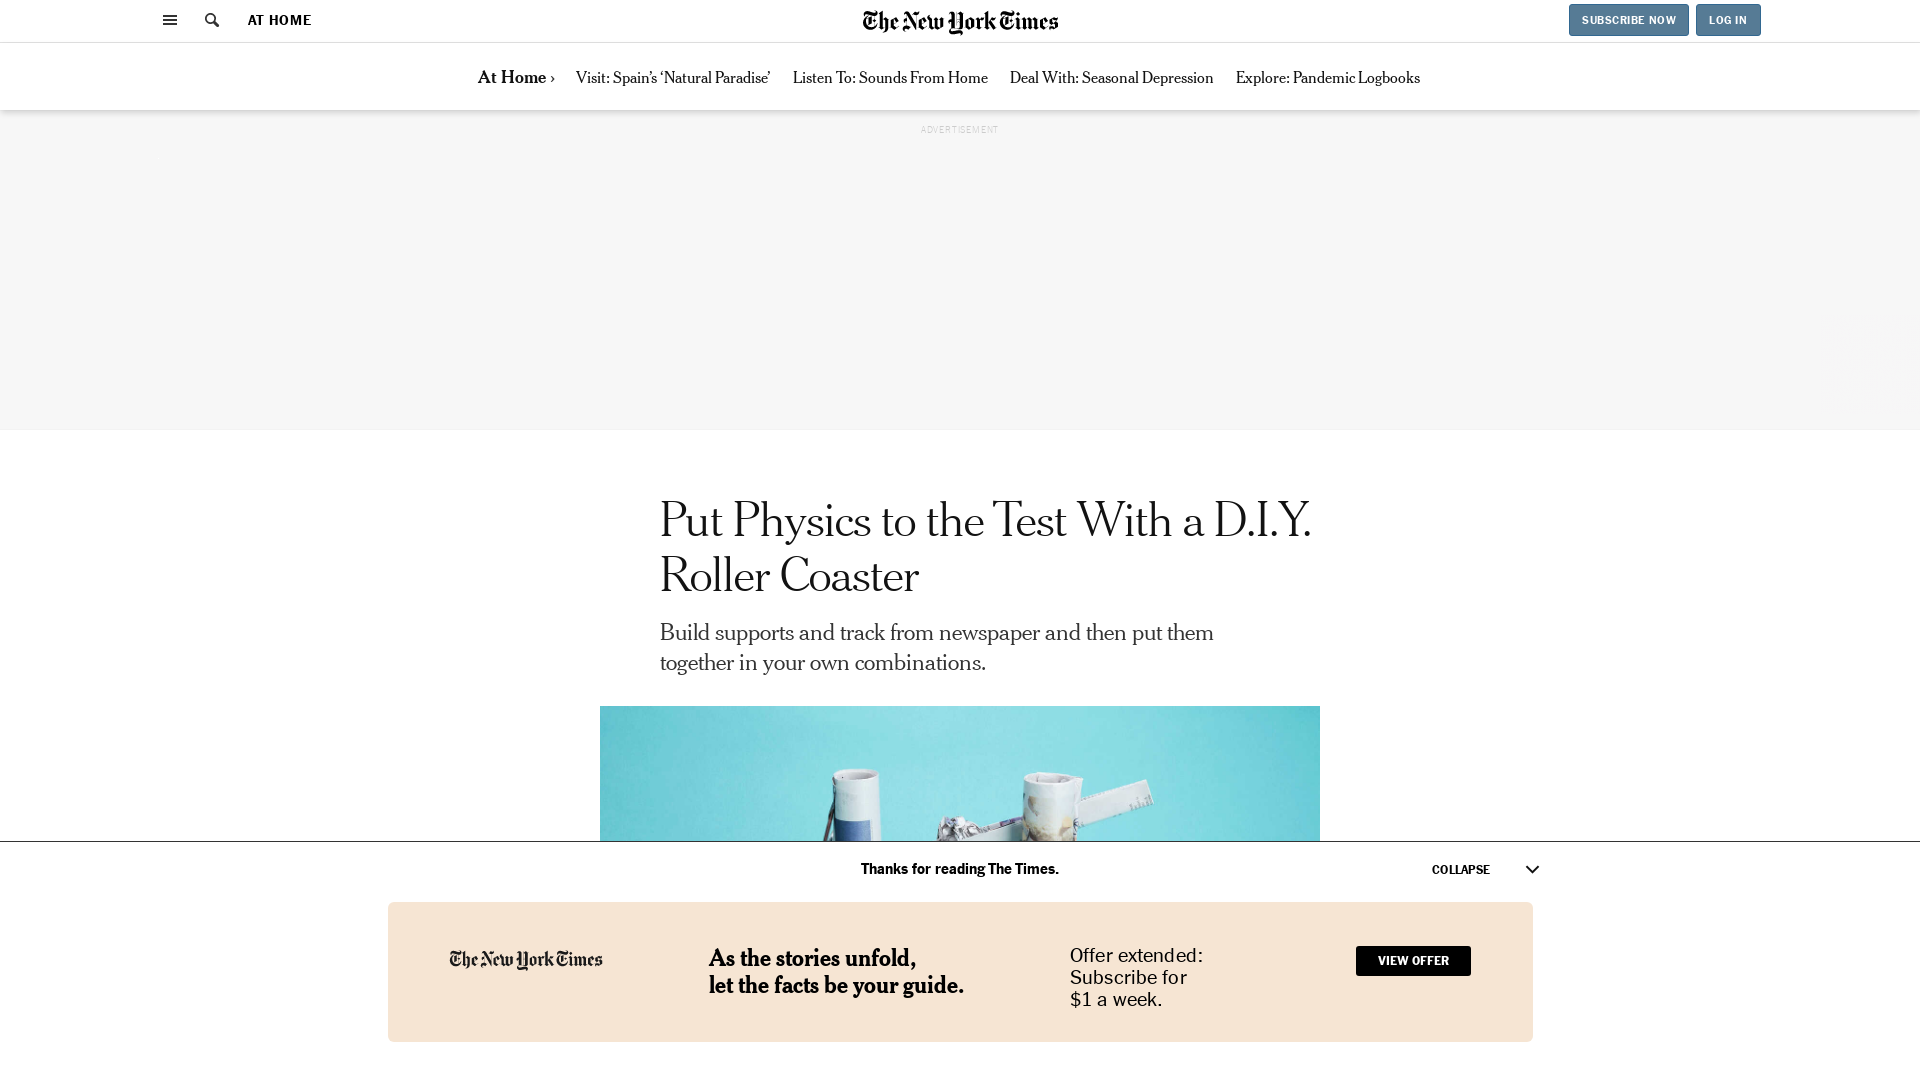 AT HOME
The New York Times
SUBSCRIBE NOW
LOG IN
At Home ›
Visit: Spain’s ‘Natural Paradise’
Listen To: Sounds From Home
Deal With: Seasonal Depression
Explore: Pandemic Logbooks
ADVERTISEMENT
Put Physics to the Test With a D.I.Y.
Roller Coaster
Build supports and track from newspaper and then put them
together in your own combinations.
Thanks for reading The Times.
COLLAPSE
The New York Times
As the stories unfold,
let the facts be your guide.
Offer extended:
Subscribe for
$1 a week.
VIEW OFFER